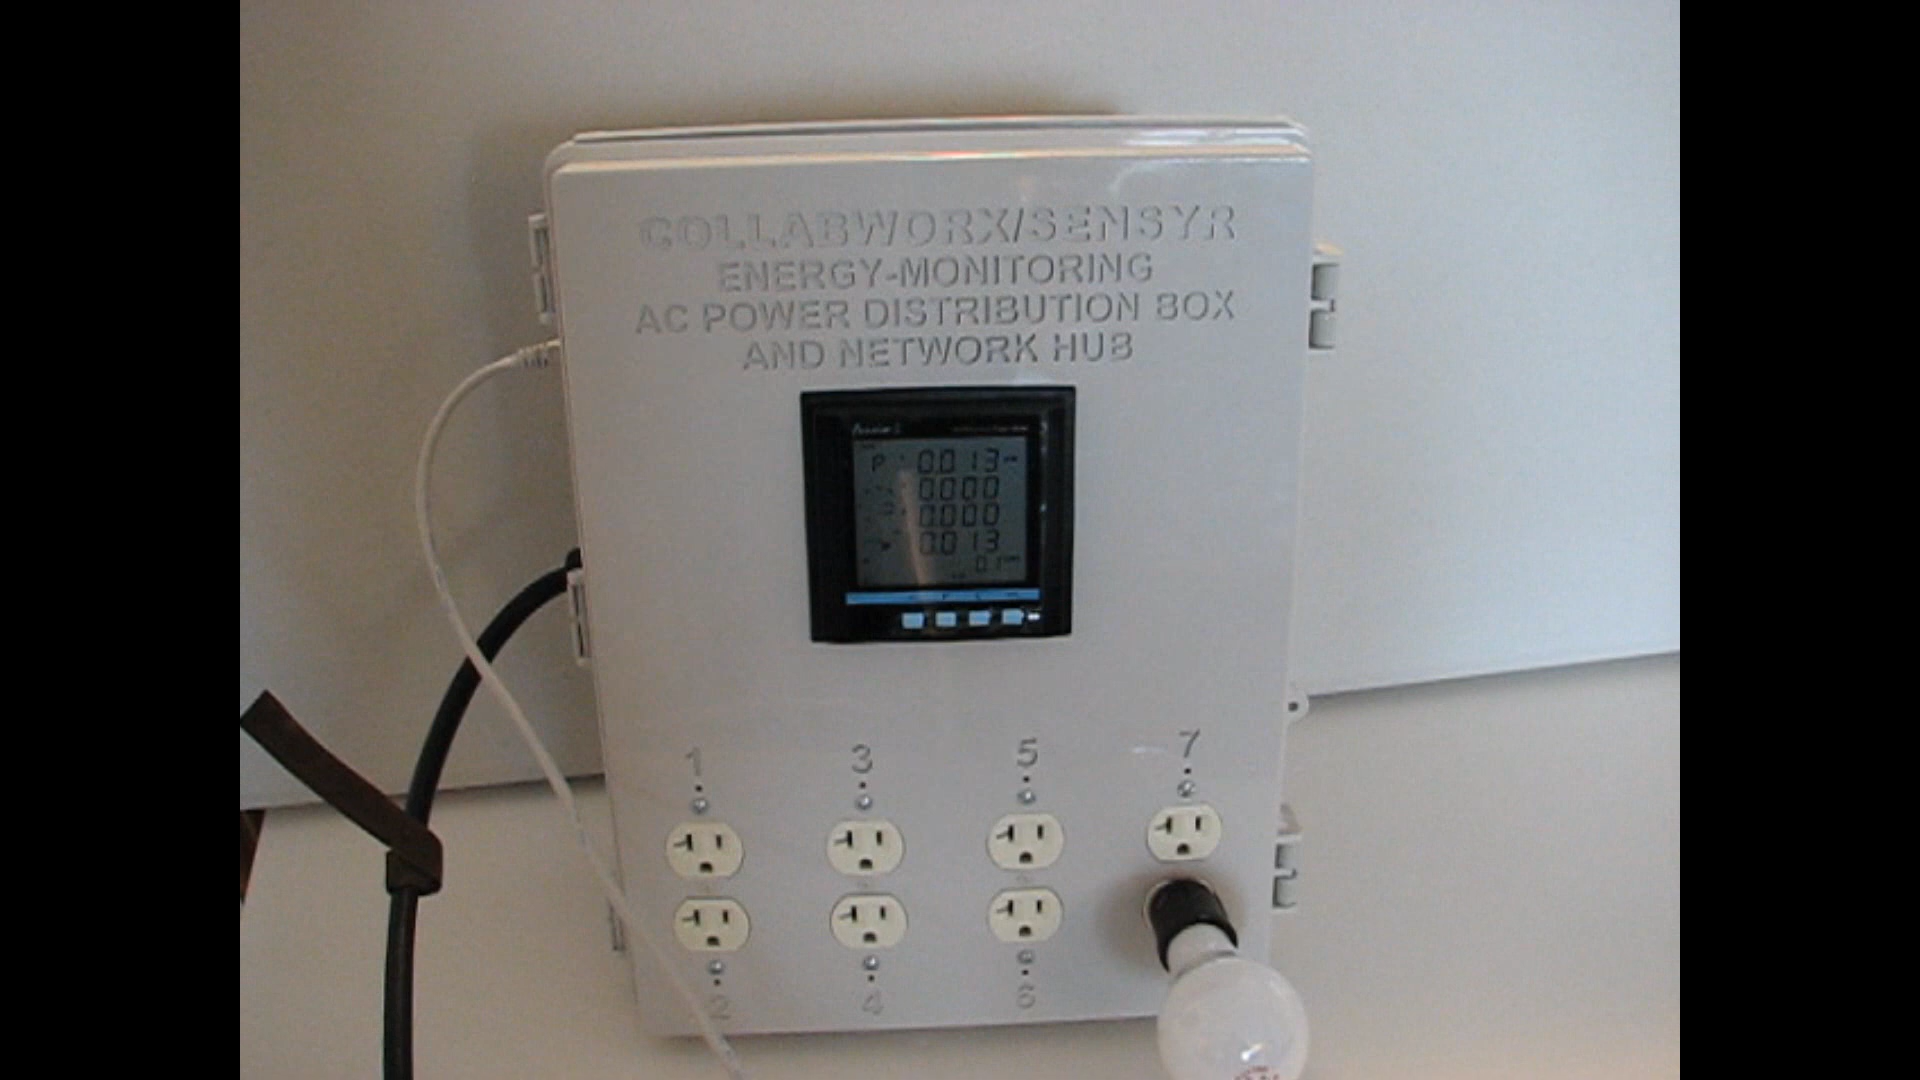 COLLABWORX/SENSYR
ENERGY-MONITORING
AC POWER DISTRIBUTION BOX
AND NETWORK HUB
P 0.013
0.000
0.000
0.013
1 3 5 7
2 4 6